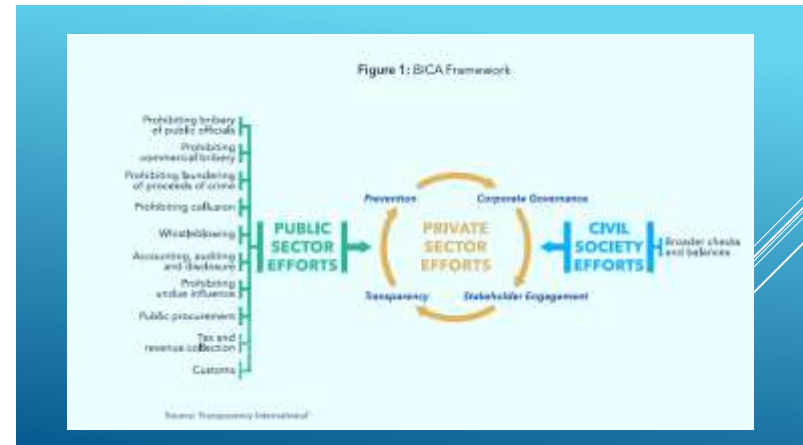 Figure 1: BICA Framework
Prohibiting bribery
of public officials
Prohibiting
commercial bribery
Prohibiting laundering
of proceeds of crime
Prohibiting collusion
Whistleblowing
Accounting, auditing
and disclosure
Prohibiting
undue influence
Public procurement
Tax and
revenue collection
Customs
PUBLIC
SECTOR
EFFORTS
Prevention
Corporate Governance
PRIVATE
SECTOR
EFFORTS
Transparency
Stakeholder Engagement
CIVIL
SOCIETY
EFFORTS
Broader checks
and balances
Source: Transparency International